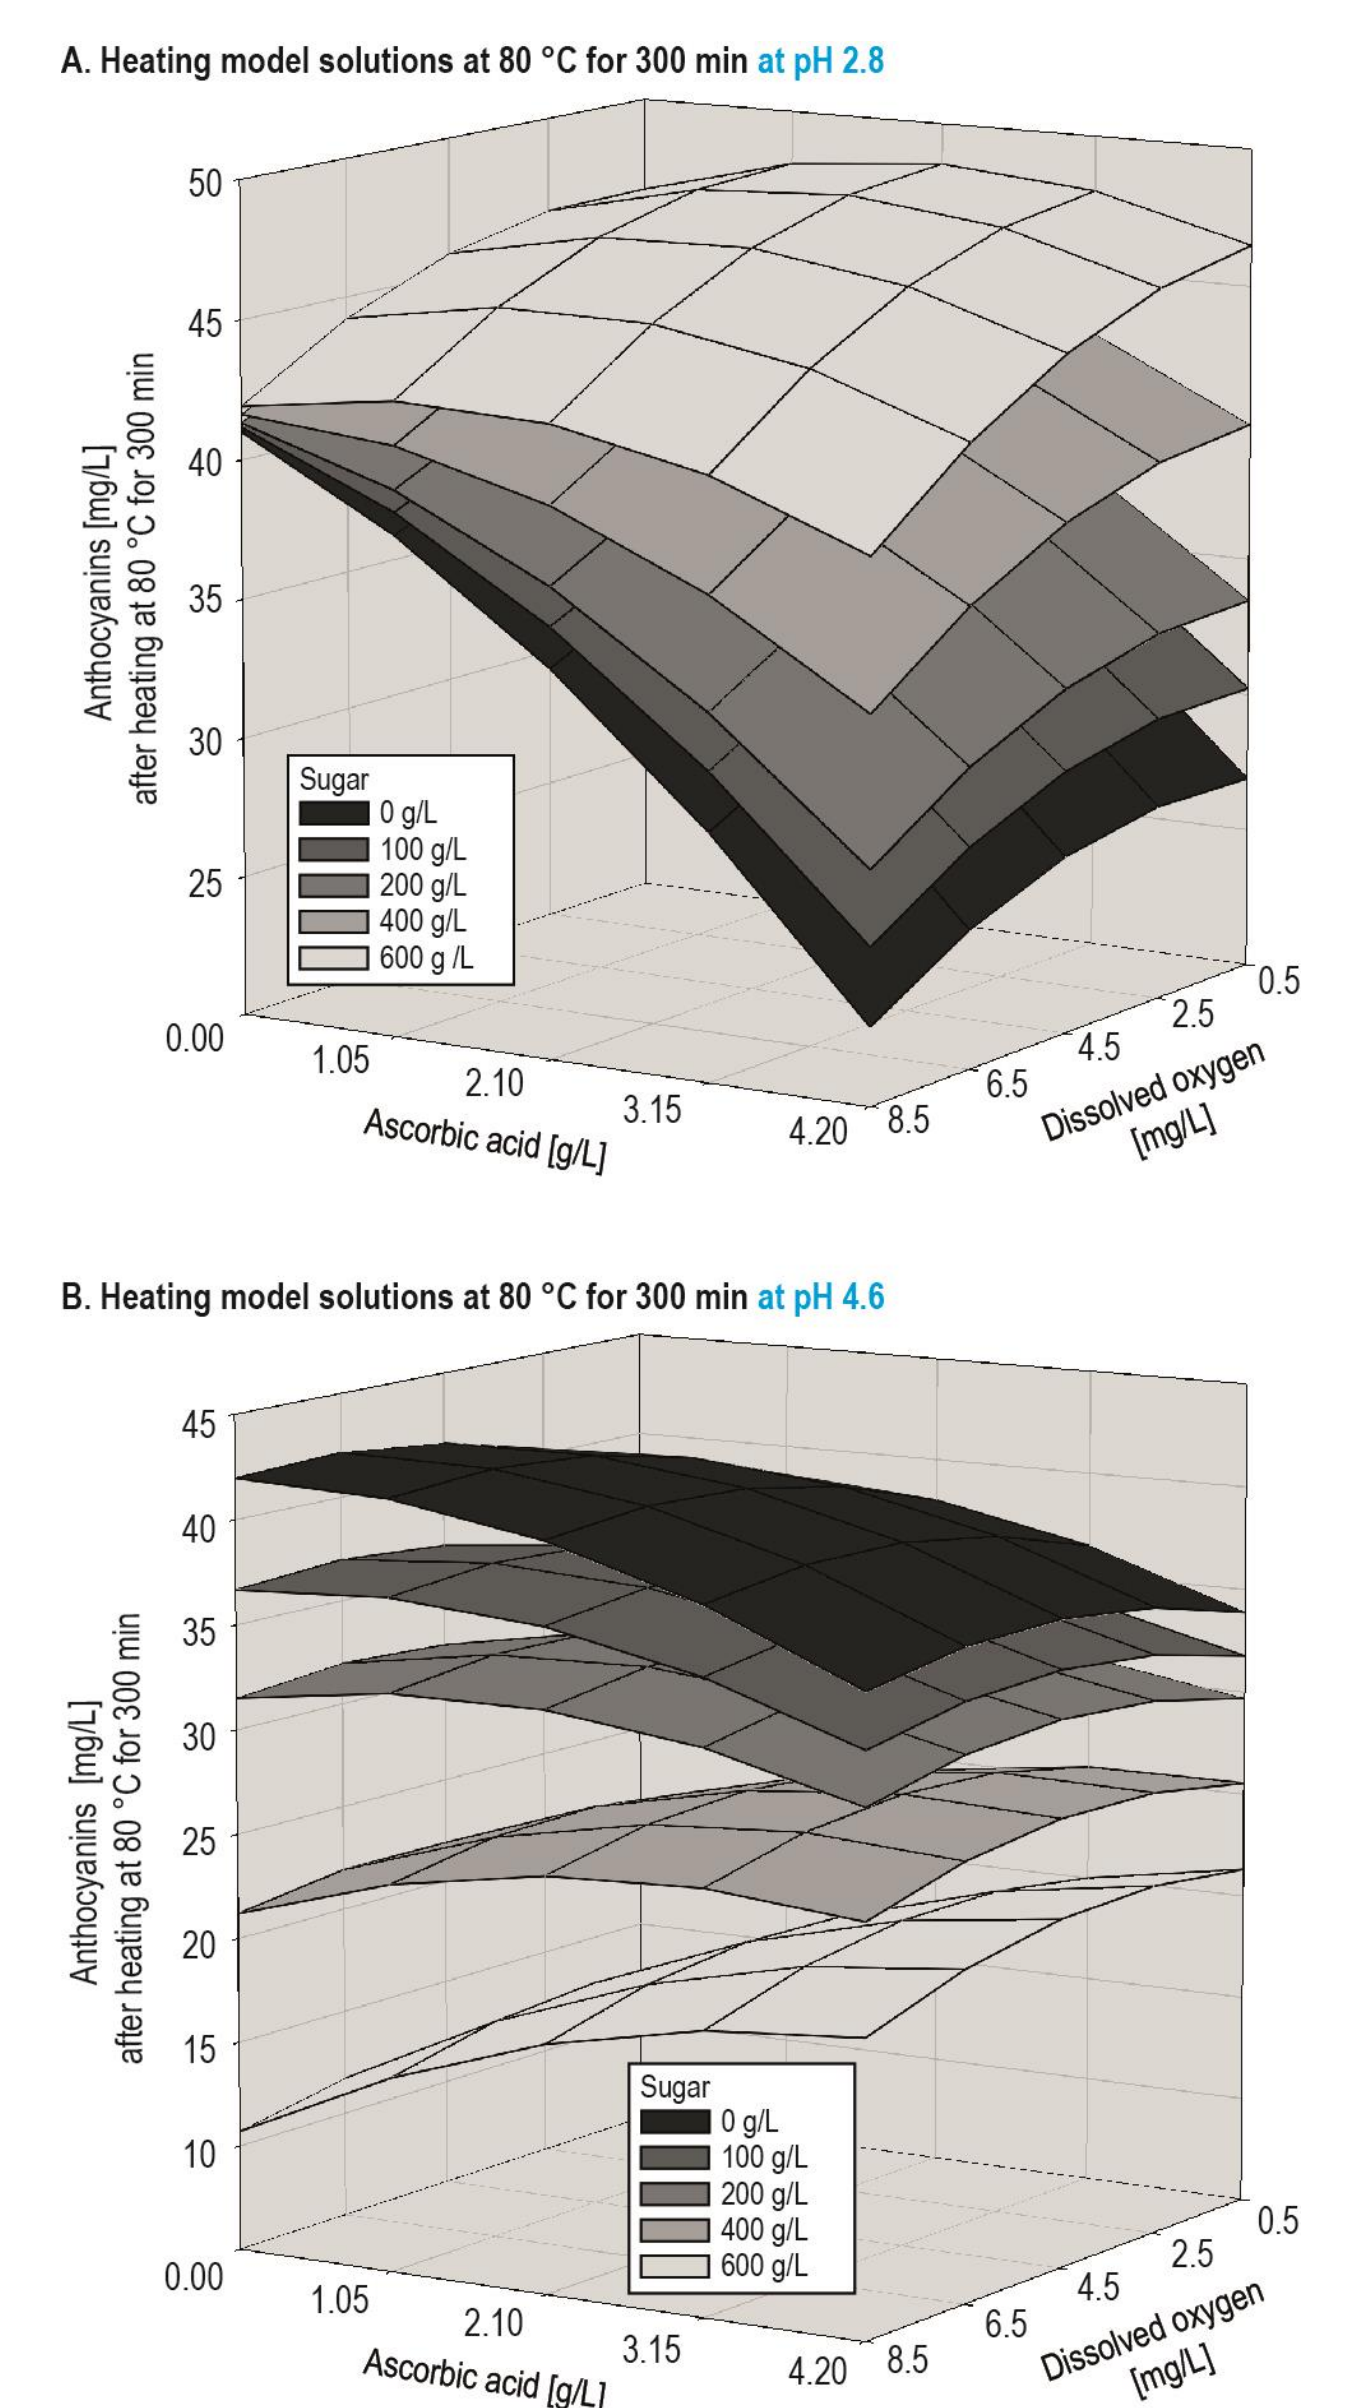 A. Heating model solutions at 80 °C for 300 min at pH 2.8
50
45
40
35
30
25
Anthocyanins [mg/L]
after heating at 80 °C for 300 min
Sugar
0 g/L
100 g/L
200 g/L
400 g/L
600 g /L
0.00
1.05
2.10
3.15
4.20
Ascorbic acid [g/L]
8.5
6.5
4.5
2.5
0.5
Dissolved oxygen
[mg/L]
B. Heating model solutions at 80 °C for 300 min at pH 4.6
45
40
35
30
25
20
15
10
Anthocyanins [mg/L]
after heating at 80 °C for 300 min
Sugar
0 g/L
100 g/L
200 g/L
400 g/L
600 g/L
0.00
1.05
2.10
3.15
4.20
Ascorbic acid [g/L]
8.5
6.5
4.5
2.5
0.5
Dissolved oxygen
[mg/L]